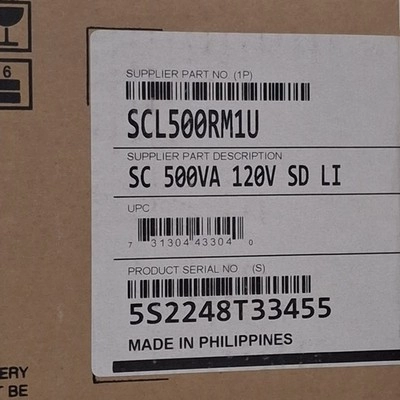 6
SUPPLIER PART NO. (1P)
SCL500RM1U
SUPPLIER PART DESCRIPTION
SC 500VA 120V SD LI
UPC
7 31304 44330 0
PRODUCT SERIAL NO (S)
5S2248T33455
MADE IN PHILIPPINES
ERY
T BE